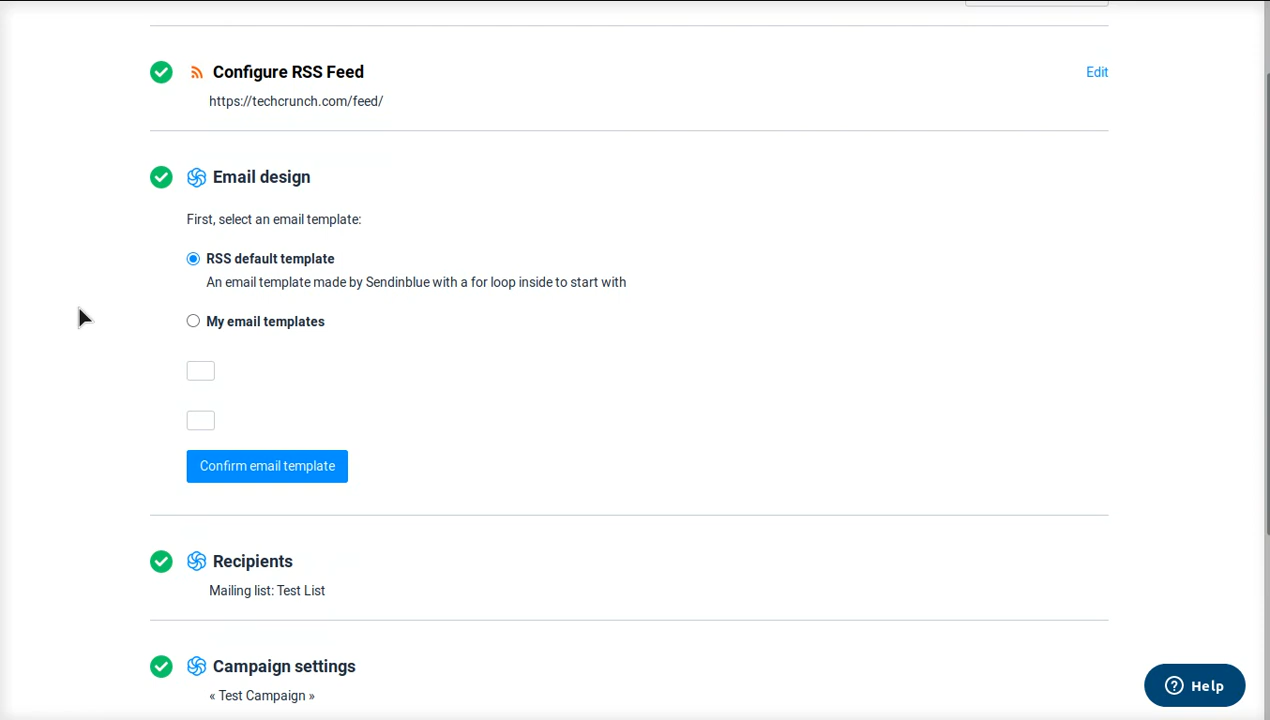 Configure RSS Feed
Edit
https://techcrunch.com/feed/
Email design
First, select an email template:
RSS default template
An email template made by Sendinblue with a for loop inside to start with
My email templates
Confirm email template
Recipients
Mailing list: Test List
Campaign settings
« Test Campaign »
Help